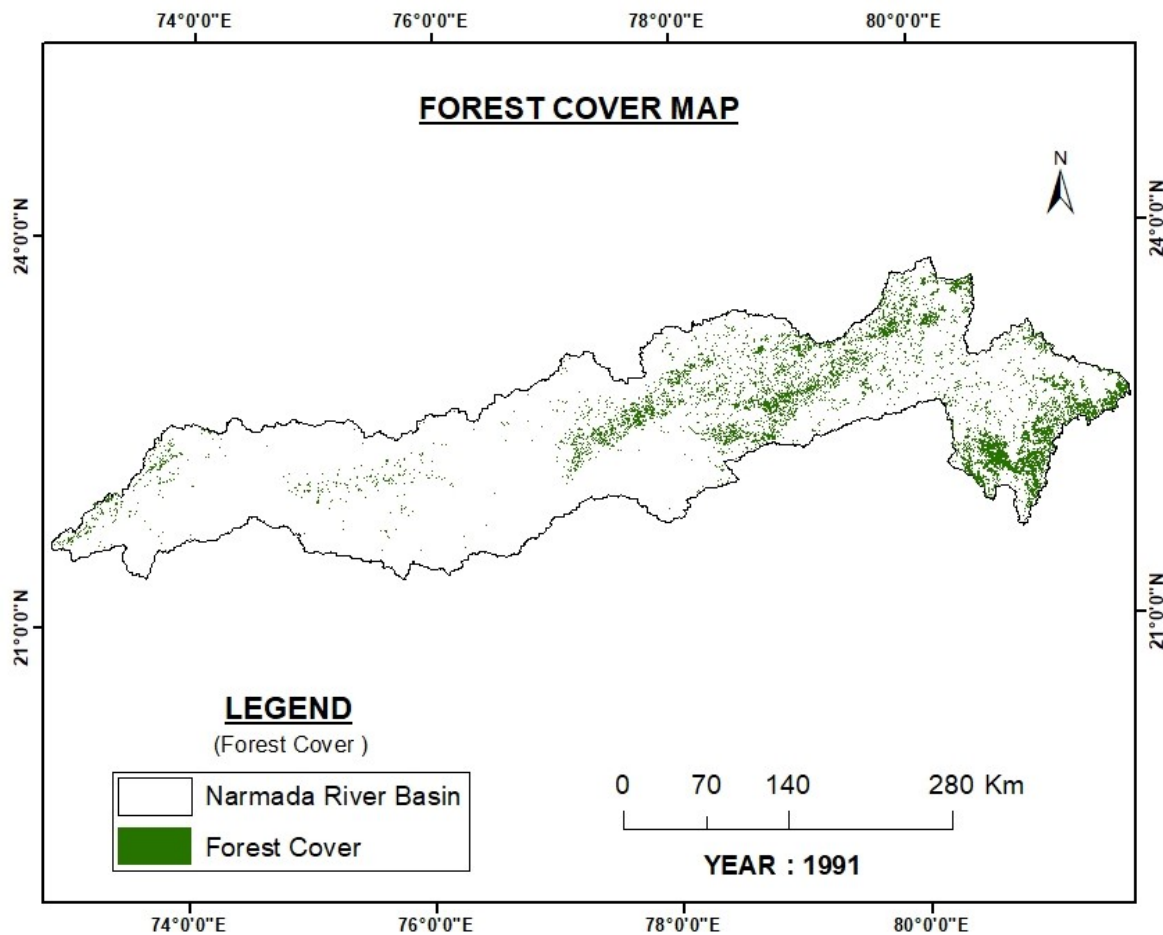 74°0'0"E 76°0'0"E 78°0'0"E 80°0'0"E
FOREST COVER MAP
N
24°0'0"N
24°0'0"N
21°0'0"N
21°0'0"N
LEGEND
(Forest Cover )
Narmada River Basin
Forest Cover
0 70 140 280 Km
YEAR : 1991
74°0'0"E 76°0'0"E 78°0'0"E 80°0'0"E